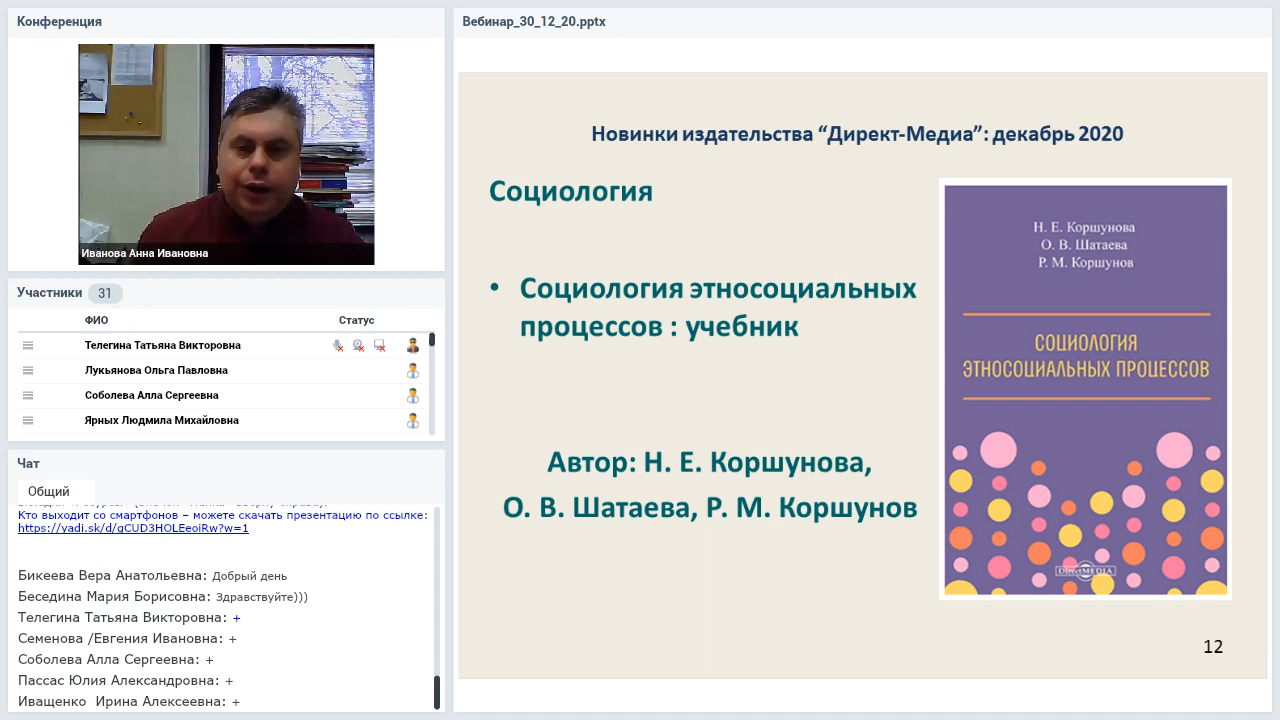 Конференция
Иванова Анна Ивановна
Участники 31
ФИО Статус
Телегина Татьяна Викторовна
Лукьянова Ольга Павловна
Соболева Алла Сергеевна
Ярных Людмила Михайловна
Чат
Общий
Кто выходит со смартфонов – можете скачать презентацию по ссылке:
https://yadi.sk/d/gCUD3HOLEeoiRw?w=1
Бикеева Вера Анатольевна: Добрый день
Беседина Мария Борисовна: Здравствуйте)))
Телегина Татьяна Викторовна: +
Семенова /Евгения Ивановна: +
Соболева Алла Сергеевна: +
Пассас Юлия Александровна: +
Иващенко  Ирина Алексеевна: +
Вебинар_30_12_20.pptx
Новинки издательства “Директ-Медиа”: декабрь 2020
Социология
• Социология этносоциальных
процессов : учебник
Автор: Н. Е. Коршунова,
О. В. Шатаева, Р. М. Коршунов
Н. Е. Коршунова
О. В. Шатаева
Р. М. Коршунов
СОЦИОЛОГИЯ
ЭТНОСОЦИАЛЬНЫХ ПРОЦЕССОВ
DirectMEDIA
12